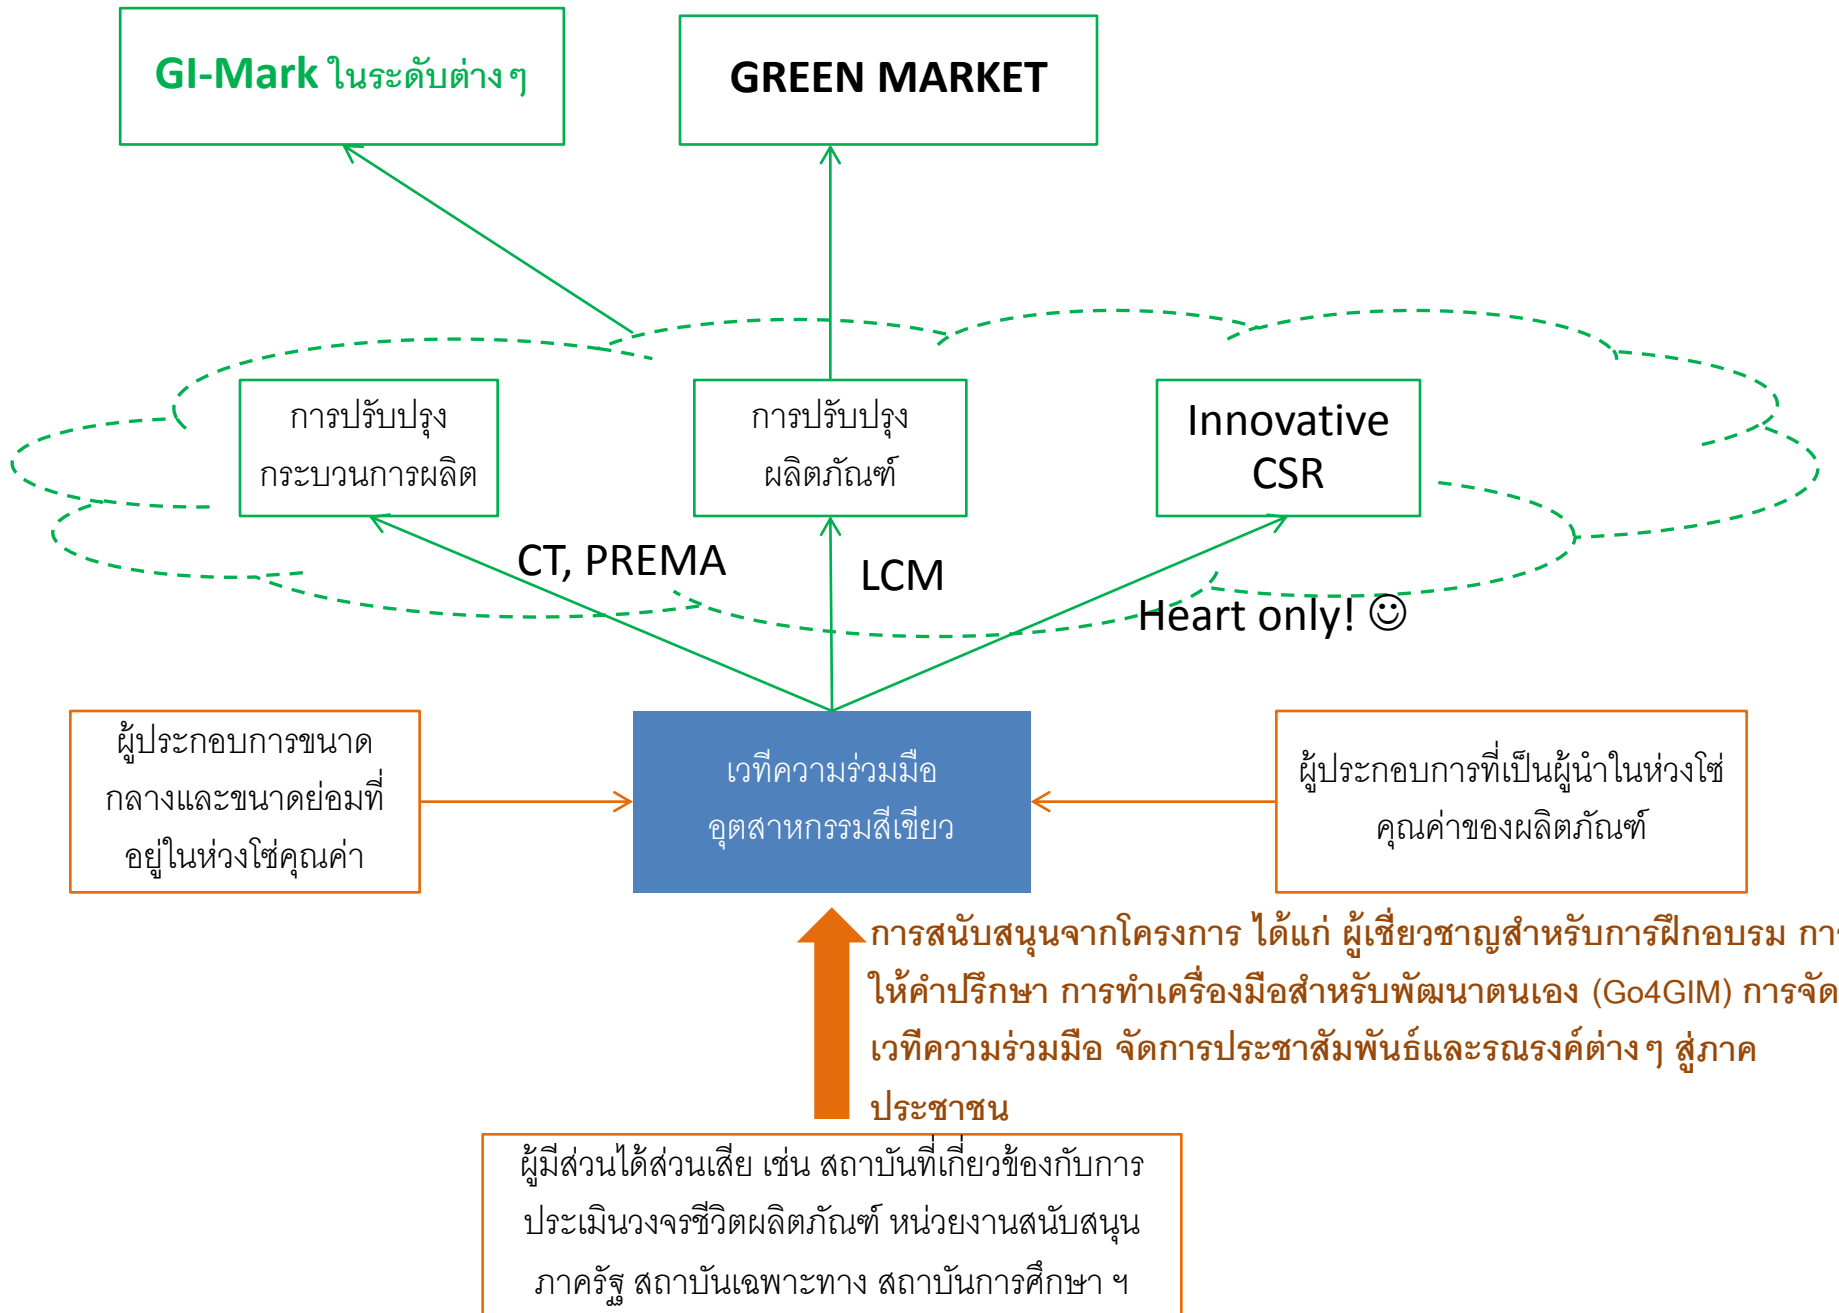 GI-Mark ในระดับต่างๆ
GREEN MARKET
การปรับปรุง
กระบวนการผลิต
การปรับปรุง
ผลิตภัณฑ์
Innovative
CSR
CT, PREMA
LCM
Heart only! ☺
ผู้ประกอบการขนาด
กลางและขนาดย่อมที่
อยู่ในห่วงโซ่คุณค่า
เวทีความร่วมมือ
อุตสาหกรรมสีเขียว
ผู้ประกอบการที่เป็นผู้นำในห่วงโซ่
คุณค่าของผลิตภัณฑ์
การสนับสนุนจากโครงการ ได้แก่ ผู้เชี่ยวชาญสำหรับการฝึกอบรม การ
ให้คำปรึกษา การทำเครื่องมือสำหรับพัฒนาตนเอง (Go4GIM) การจัด
เวทีความร่วมมือ จัดการประชาสัมพันธ์และรณรงค์ต่างๆ สู่ภาค
ประชาชน
ผู้มีส่วนได้ส่วนเสีย เช่น สถาบันที่เกี่ยวข้องกับการ
ประเมินวงจรชีวิตผลิตภัณฑ์ หน่วยงานสนับสนุน
ภาครัฐ สถาบันเฉพาะทาง สถาบันการศึกษา ฯ